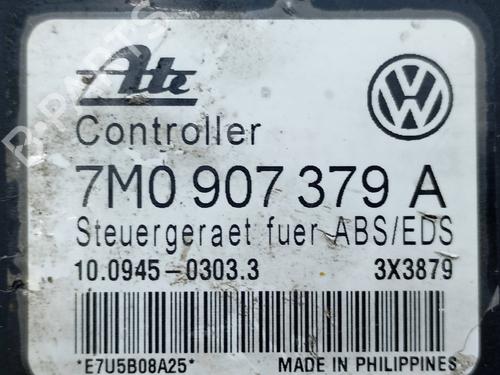 Ate
Controller
7M0 907 379 A
Steuergeraet fuer ABS/EDS
10.0945-0303.3 3X3879
*E7U5B08A25* MADE IN PHILIPPINES
B-PARTS